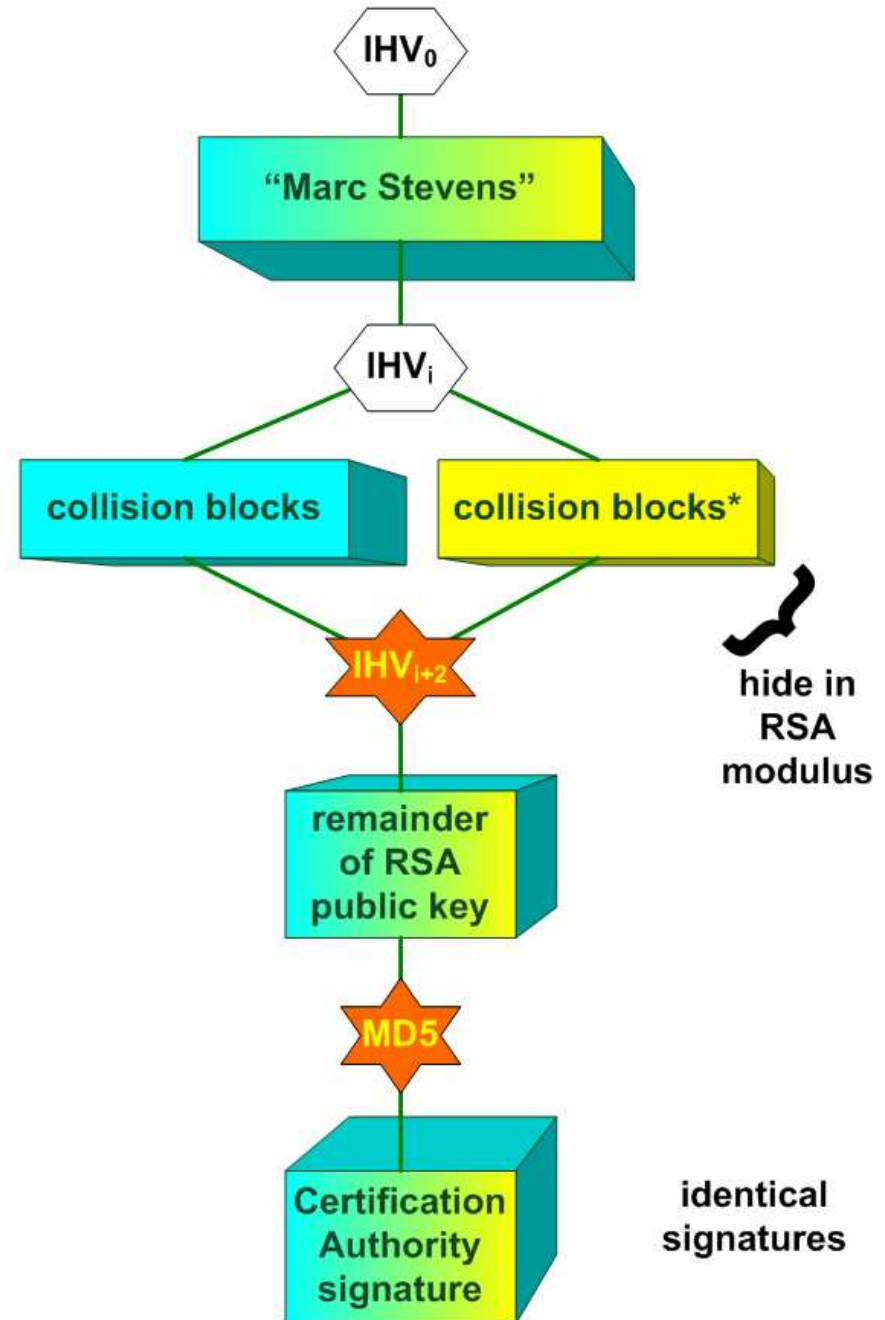 IHV₀
“Marc Stevens”
IHVᵢ
collision blocks
collision blocks*
IHVᵢ₊₂
hide in
RSA
modulus
remainder
of RSA
public key
MD5
Certification
Authority
signature
identical
signatures